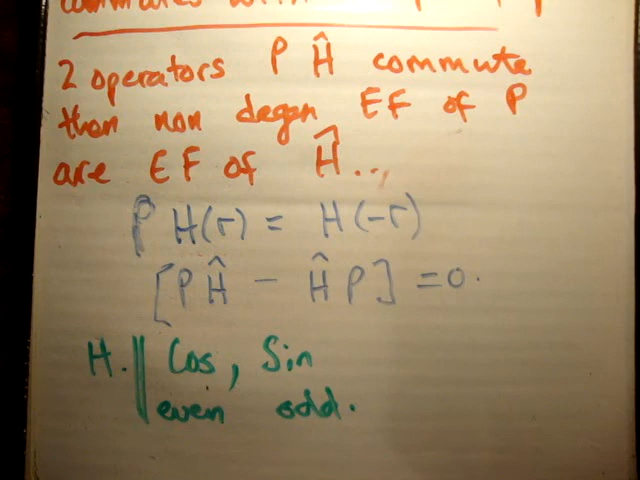 2 operators P Ĥ commute
than non degen EF of P
are EF of Ĥ...
P H(r) = H(-r)
[PĤ - ĤP] = 0.
H. || Cos, Sin
even odd.